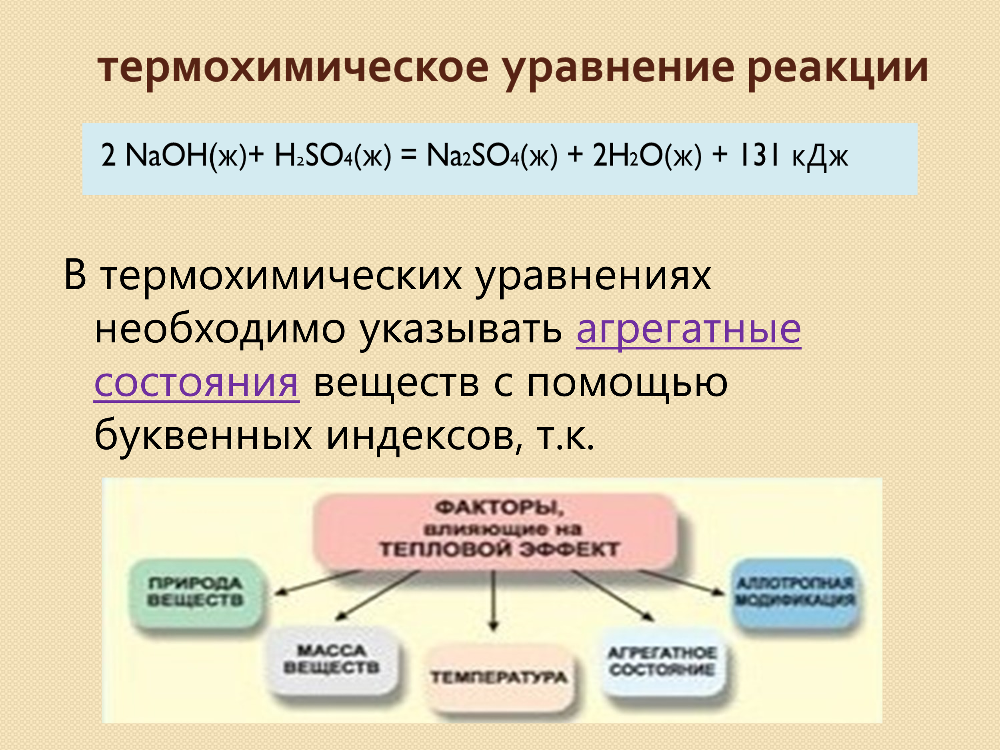 термохимическое уравнение реакции
2 NaOH(ж)+ H₂SO₄(ж) = Na₂SO₄(ж) + 2H₂O(ж) + 131 кДж
В термохимических уравнениях
необходимо указывать агрегатные
состояния веществ с помощью
буквенных индексов, т.к.
ФАКТОРЫ,
влияющие на
ТЕПЛОВОЙ ЭФФЕКТ
ПРИРОДА
ВЕЩЕСТВ
МАССА
ВЕЩЕСТВ
ТЕМПЕРАТУРА
АГРЕГАТНОЕ
СОСТОЯНИЕ
АЛЛОТРОПНАЯ
МОДИФИКАЦИЯ